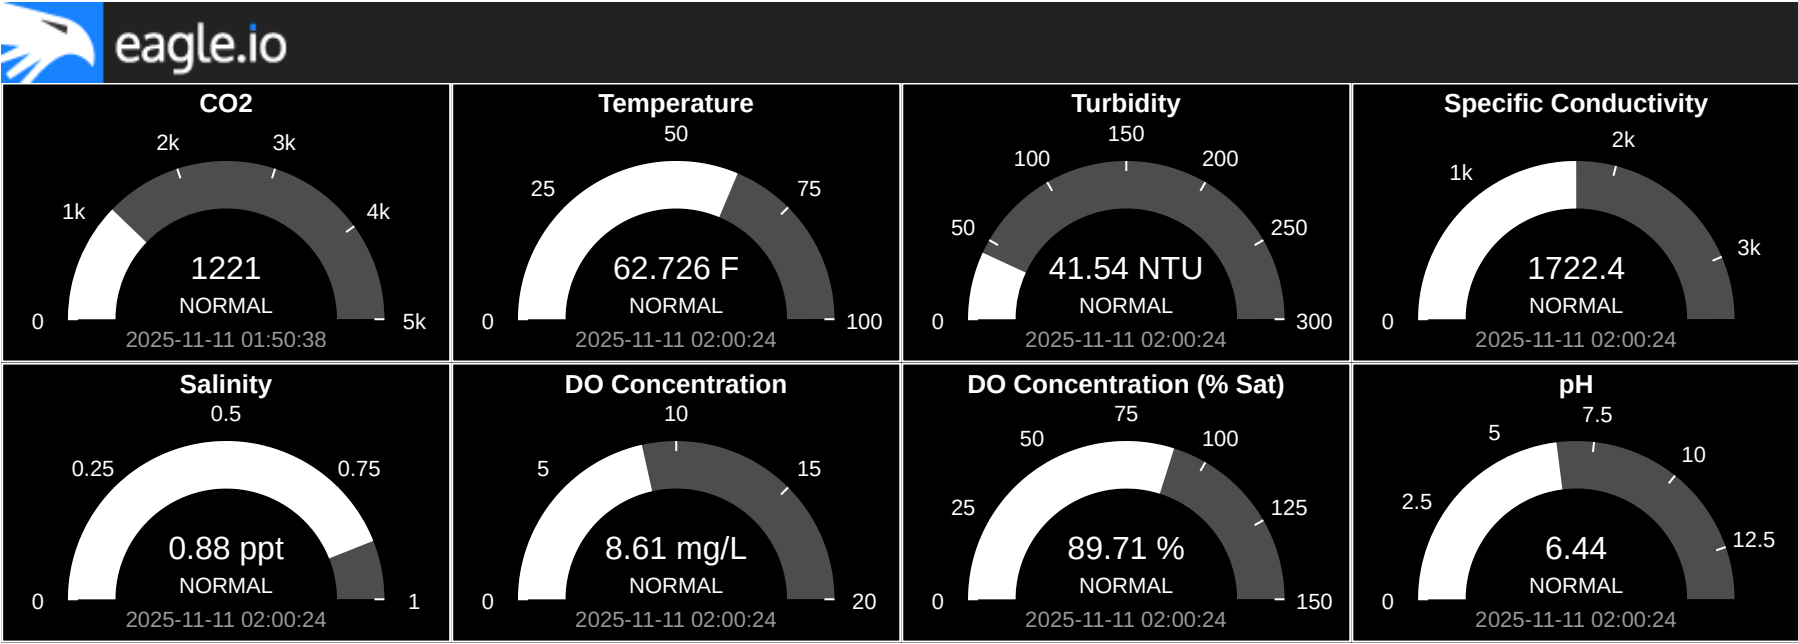 eagle.io
CO2
0
1k
2k
3k
4k
5k
1221
NORMAL
2025-11-11 01:50:38
Temperature
0
25
50
75
100
62.726 F
NORMAL
2025-11-11 02:00:24
Turbidity
0
50
100
150
200
250
300
41.54 NTU
NORMAL
2025-11-11 02:00:24
Specific Conductivity
0
1k
2k
3k
1722.4
NORMAL
2025-11-11 02:00:24
Salinity
0
0.25
0.5
0.75
1
0.88 ppt
NORMAL
2025-11-11 02:00:24
DO Concentration
0
5
10
15
20
8.61 mg/L
NORMAL
2025-11-11 02:00:24
DO Concentration (% Sat)
0
25
50
75
100
125
150
89.71 %
NORMAL
2025-11-11 02:00:24
pH
0
2.5
5
7.5
10
12.5
6.44
NORMAL
2025-11-11 02:00:24